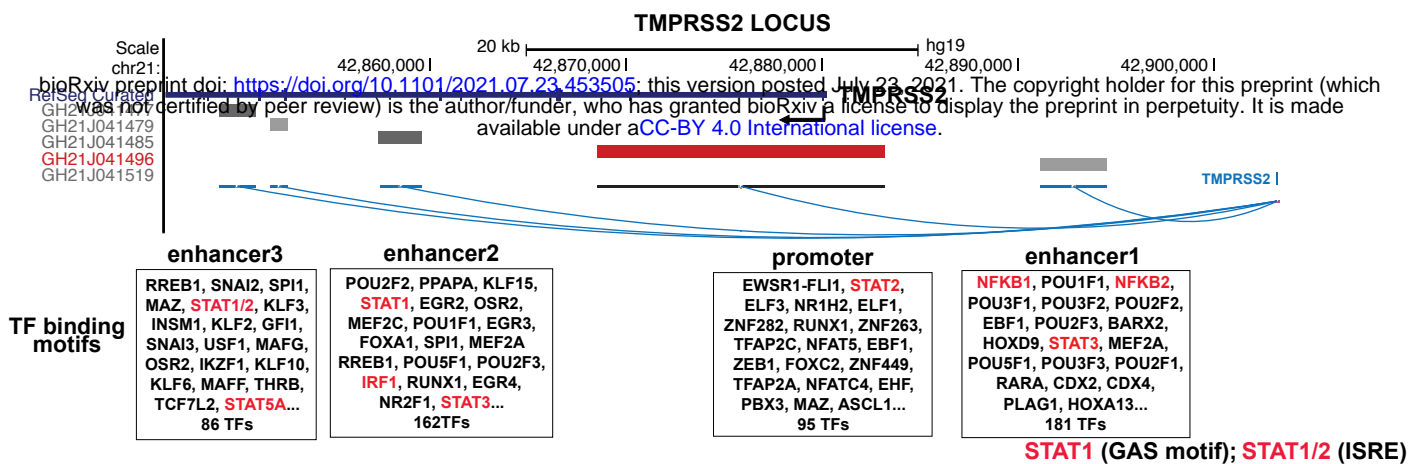 TMPRSS2 LOCUS
Scale 20 kb hg19
chr21: 42,860,000 42,870,000 42,880,000 42,890,000 42,900,000
bioRxiv preprint doi: https://doi.org/10.1101/2021.07.23.453505; this version posted July 23, 2021. The copyright holder for this preprint (which
RefSeq Curated TMPRSS2
was not certified by peer review) is the author/funder, who has granted bioRxiv a license to display the preprint in perpetuity. It is made
available under aCC-BY 4.0 International license.
GH21J041479
GH21J041485
GH21J041496
GH21J041519
TMPRSS2
enhancer3
RREB1, SNAI2, SPI1,
MAZ, STAT1/2, KLF3,
INSM1, KLF2, GFI1,
SNAI3, USF1, MAFG,
OSR2, IKZF1, KLF10,
KLF6, MAFF, THRB,
TCF7L2, STAT5A...
86 TFs
enhancer2
POU2F2, PPAPA, KLF15,
STAT1, EGR2, OSR2,
MEF2C, POU1F1, EGR3,
FOXA1, SPI1, MEF2A
RREB1, POU5F1, POU2F3,
IRF1, RUNX1, EGR4,
NR2F1, STAT3...
162TFs
promoter
EWSR1-FLI1, STAT2,
ELF3, NR1H2, ELF1,
ZNF282, RUNX1, ZNF263,
TFAP2C, NFAT5, EBF1,
ZEB1, FOXC2, ZNF449,
TFAP2A, NFATC4, EHF,
PBX3, MAZ, ASCL1...
95 TFs
enhancer1
NFKB1, POU1F1, NFKB2,
POU3F1, POU3F2, POU2F2,
EBF1, POU2F3, BARX2,
HOXD9, STAT3, MEF2A,
POU5F1, POU3F3, POU2F1,
RARA, CDX2, CDX4,
PLAG1, HOXA13...
181 TFs
TF binding
motifs
STAT1 (GAS motif); STAT1/2 (ISRE)